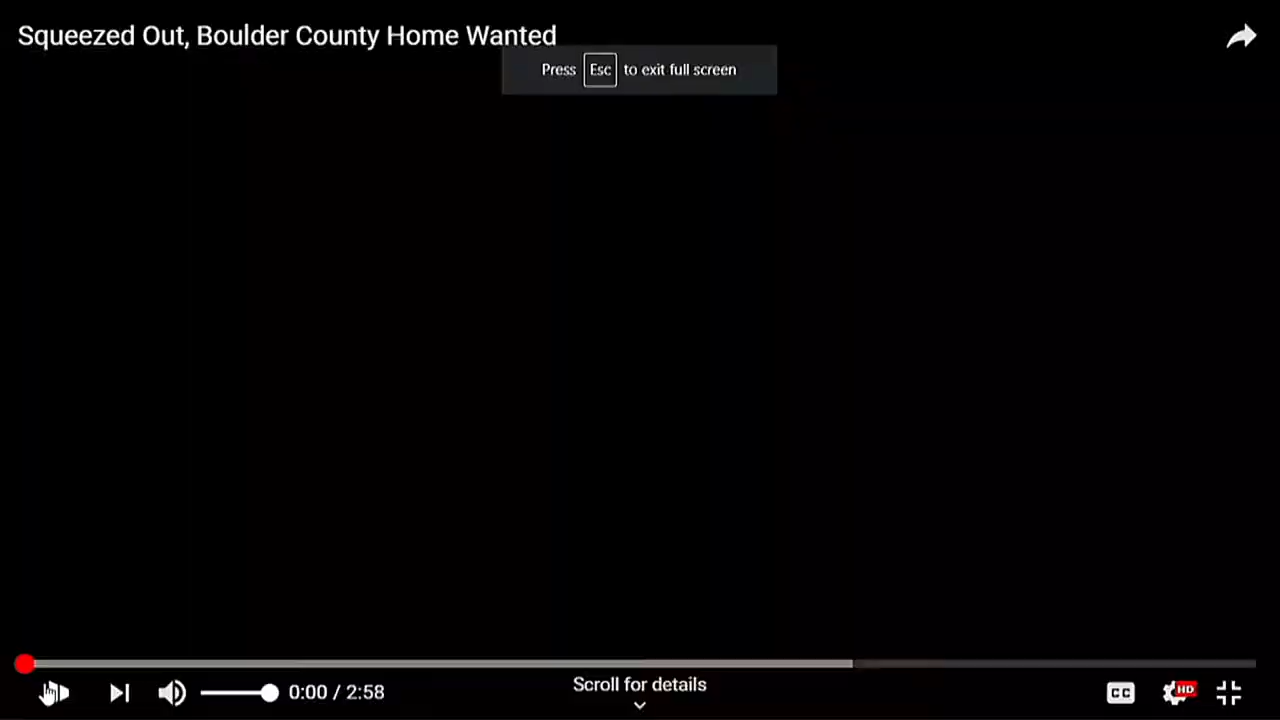 Squeezed Out, Boulder County Home Wanted
Press Esc to exit full screen
0:00 / 2:58
Scroll for details
CC
HD